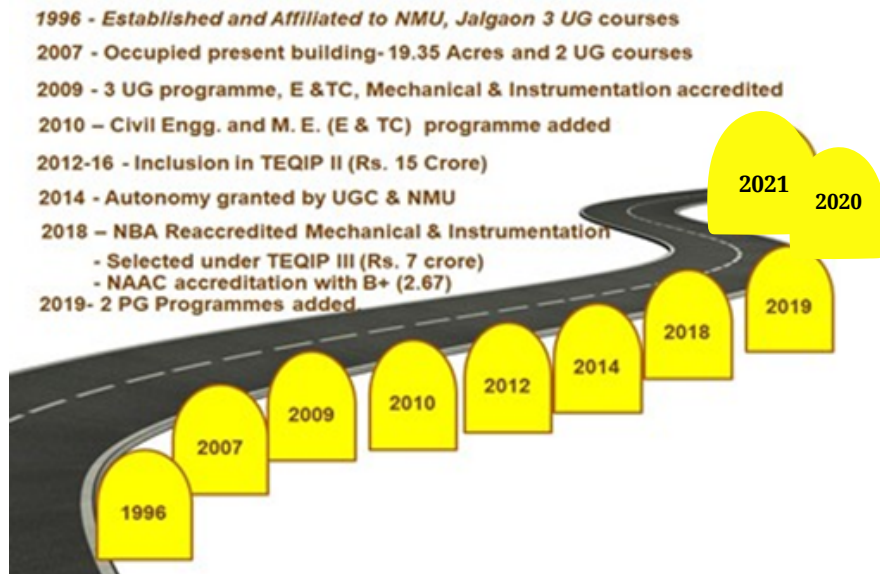 1996 - Established and Affiliated to NMU, Jalgaon 3 UG courses
2007 - Occupied present building- 19.35 Acres and 2 UG courses
2009 - 3 UG programme, E &TC, Mechanical & Instrumentation accredited
2010 – Civil Engg. and M. E. (E & TC) programme added
2012-16 - Inclusion in TEQIP II (Rs. 15 Crore)
2014 - Autonomy granted by UGC & NMU
2018 – NBA Reaccredited Mechanical & Instrumentation
- Selected under TEQIP III (Rs. 7 crore)
- NAAC accreditation with B+ (2.67)
2019- 2 PG Programmes added
2021
2020
2019
2018
2014
2012
2010
2009
2007
1996